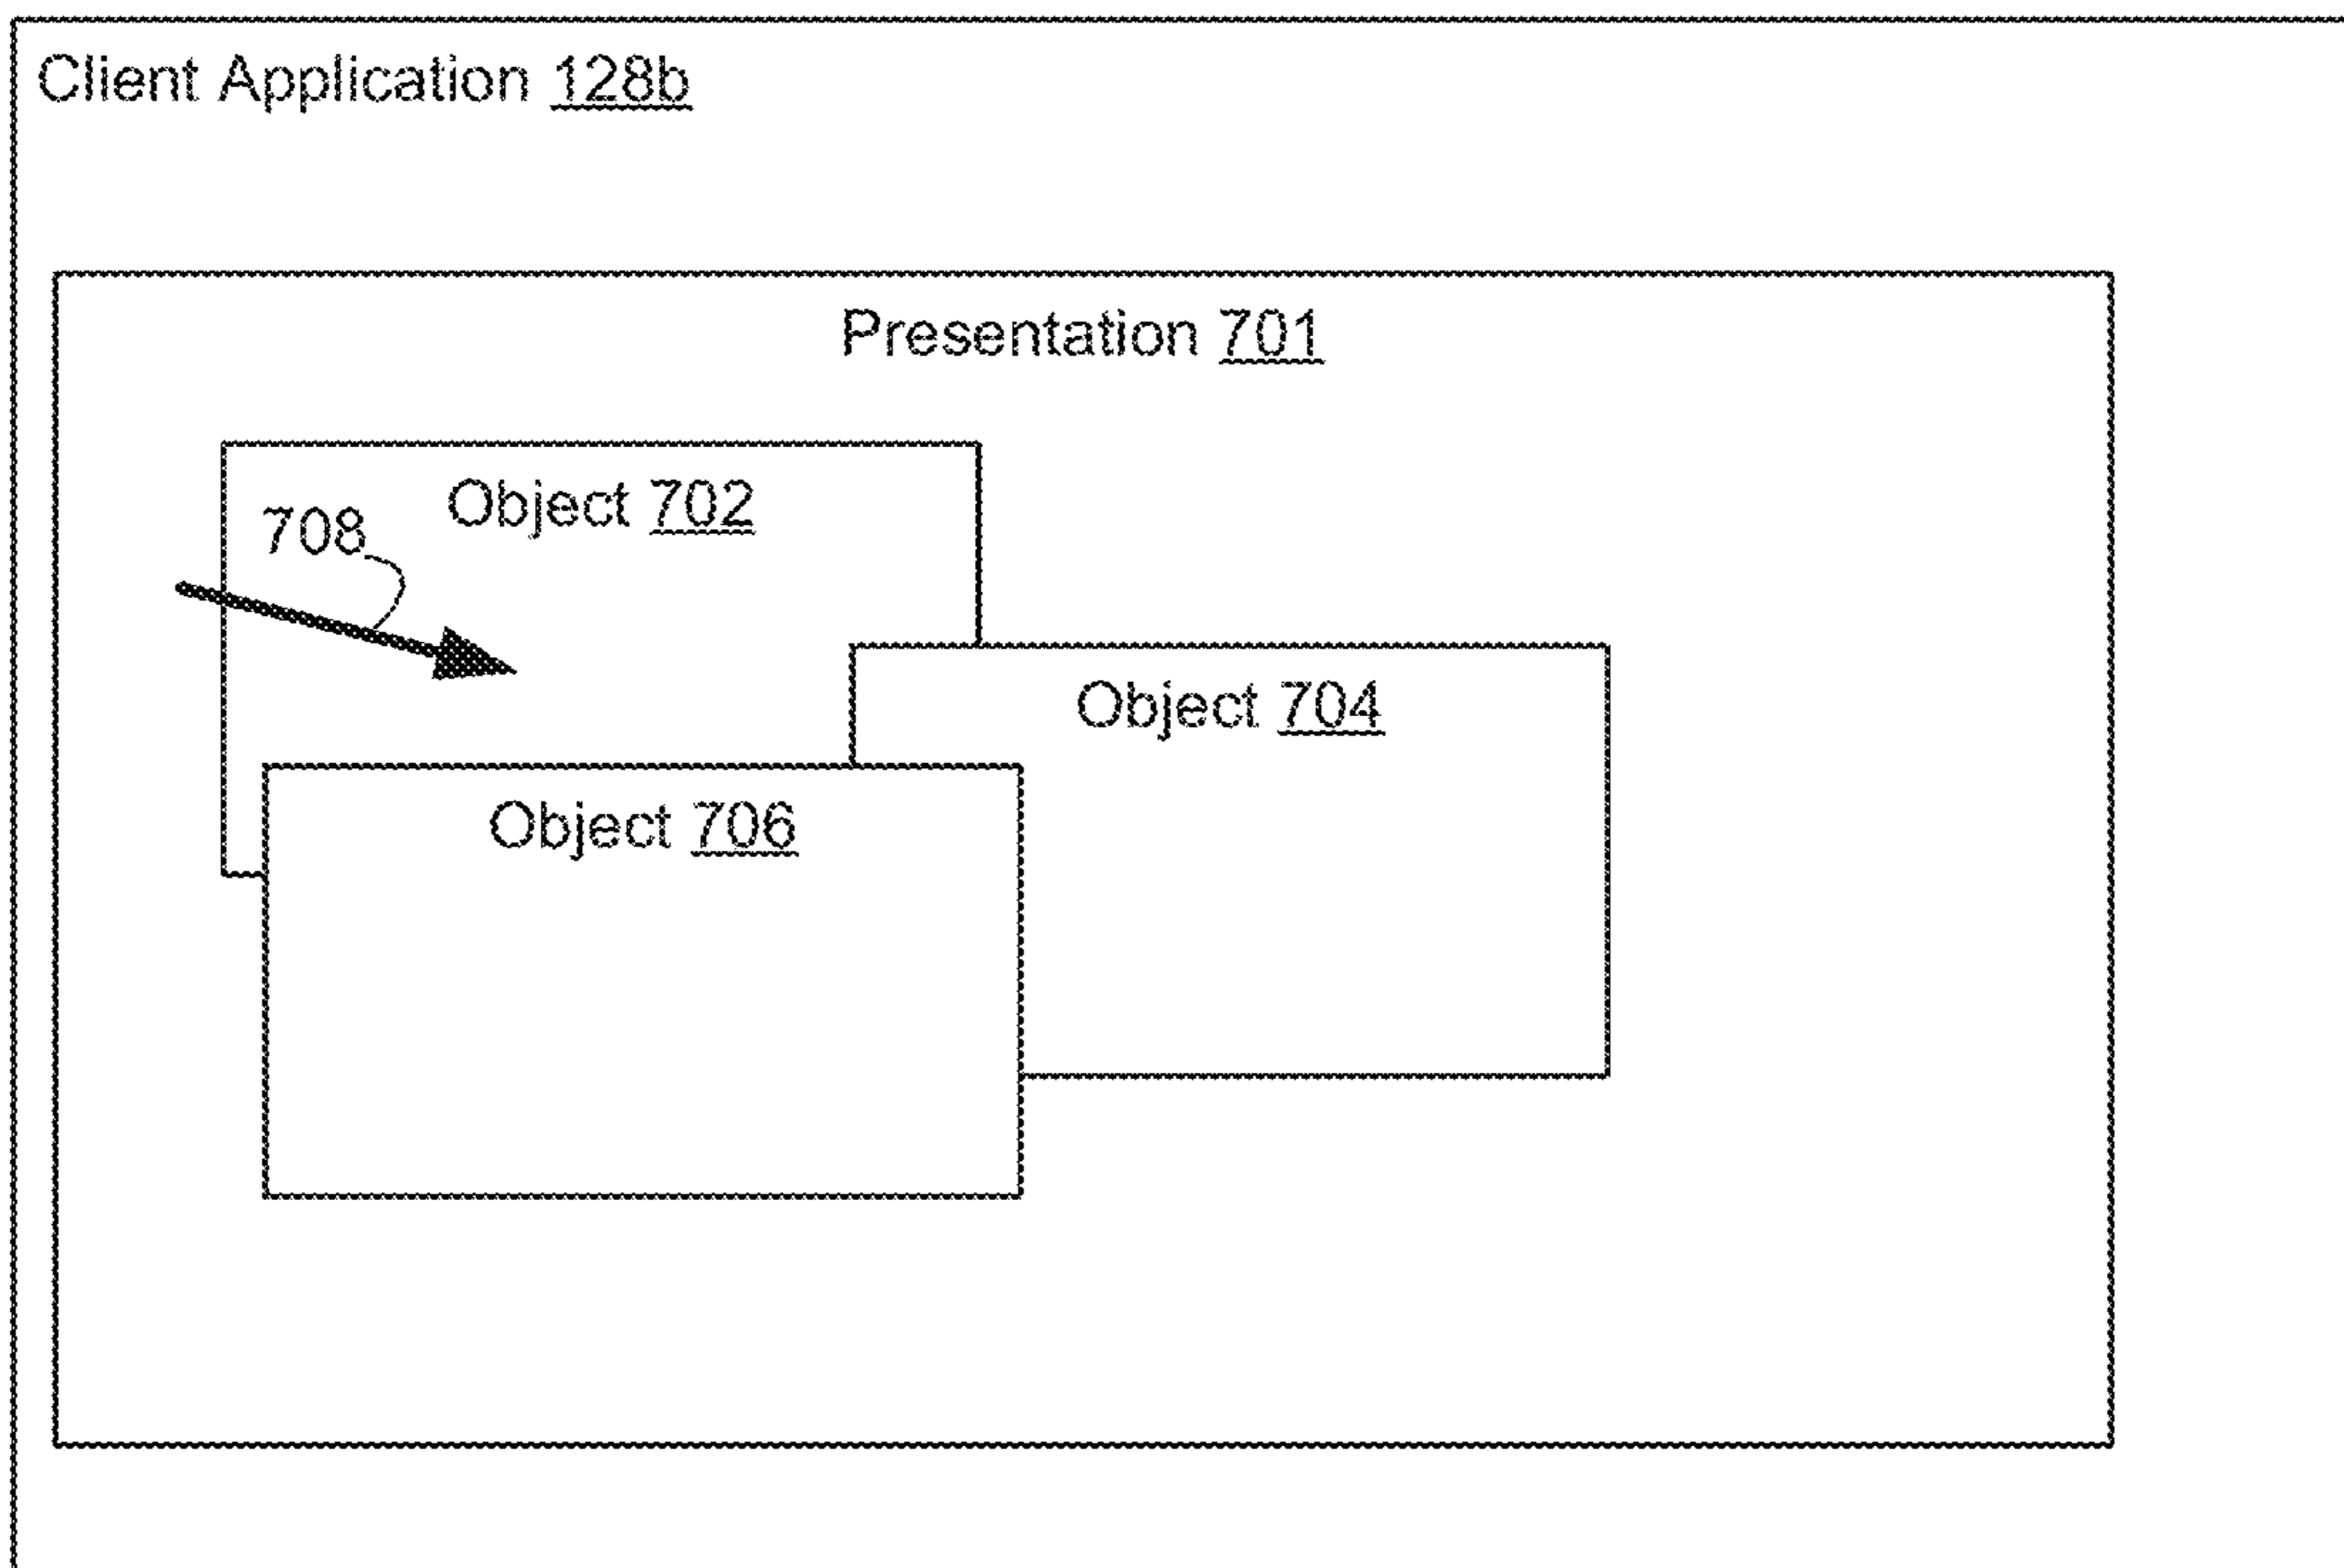 Client Application 128b
Presentation 701
Object 702
708
Object 704
Object 706